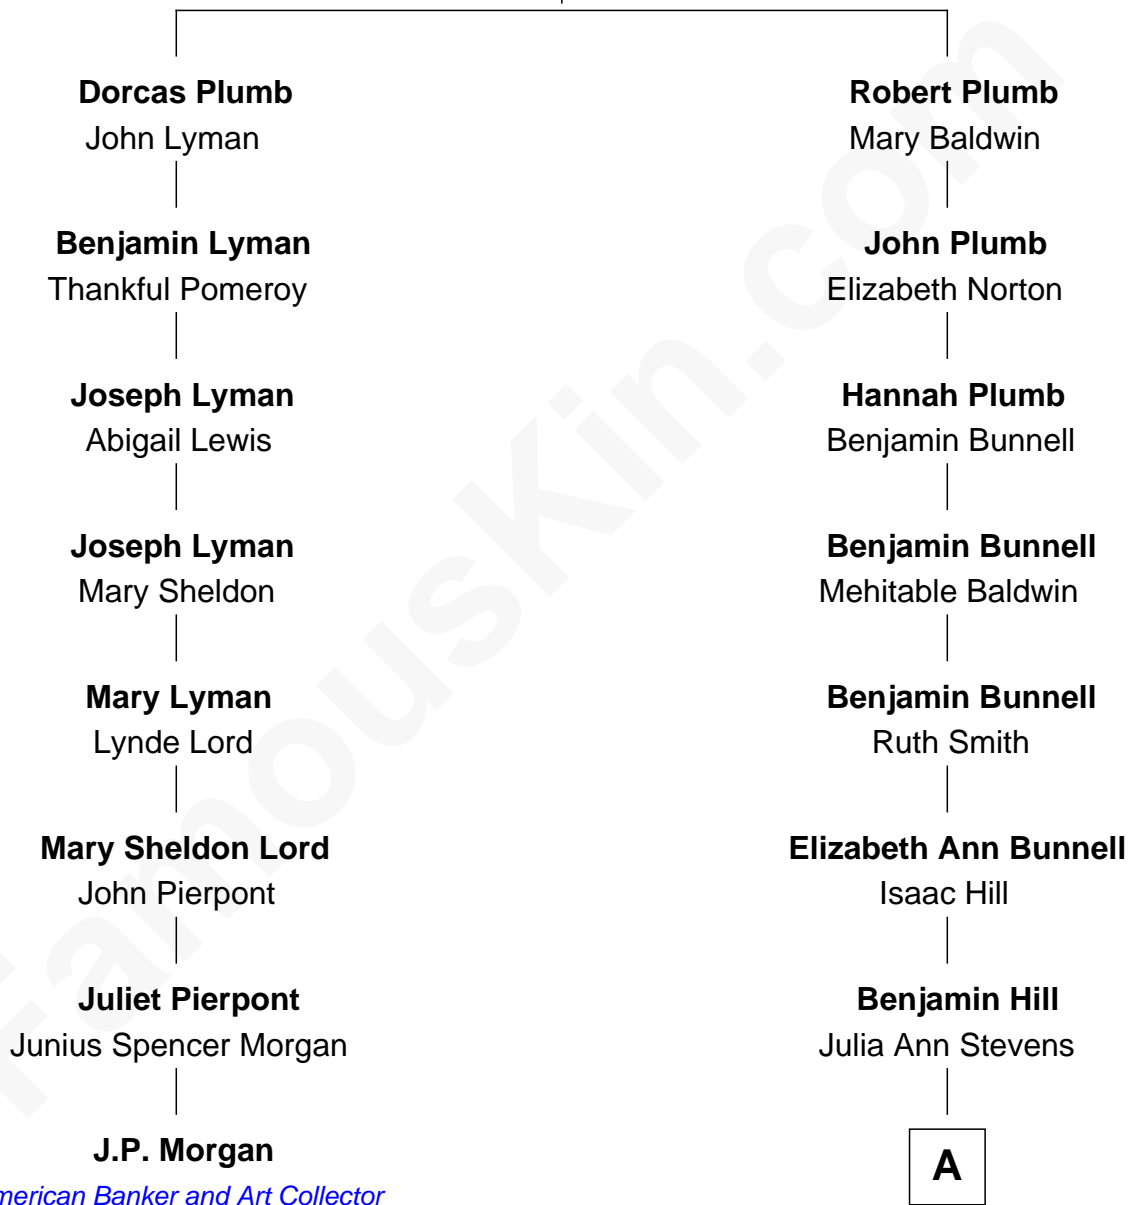 Dorcas Plumb
John Lyman
Robert Plumb
Mary Baldwin
Benjamin Lyman
Thankful Pomeroy
John Plumb
Elizabeth Norton
Joseph Lyman
Abigail Lewis
Hannah Plumb
Benjamin Bunnell
Joseph Lyman
Mary Sheldon
Benjamin Bunnell
Mehitable Baldwin
Mary Lyman
Lynde Lord
Benjamin Bunnell
Ruth Smith
Mary Sheldon Lord
John Pierpont
Elizabeth Ann Bunnell
Isaac Hill
Juliet Pierpont
Junius Spencer Morgan
Benjamin Hill
Julia Ann Stevens
J.P. Morgan
merican Banker and Art Collector
A
FamousKin.com